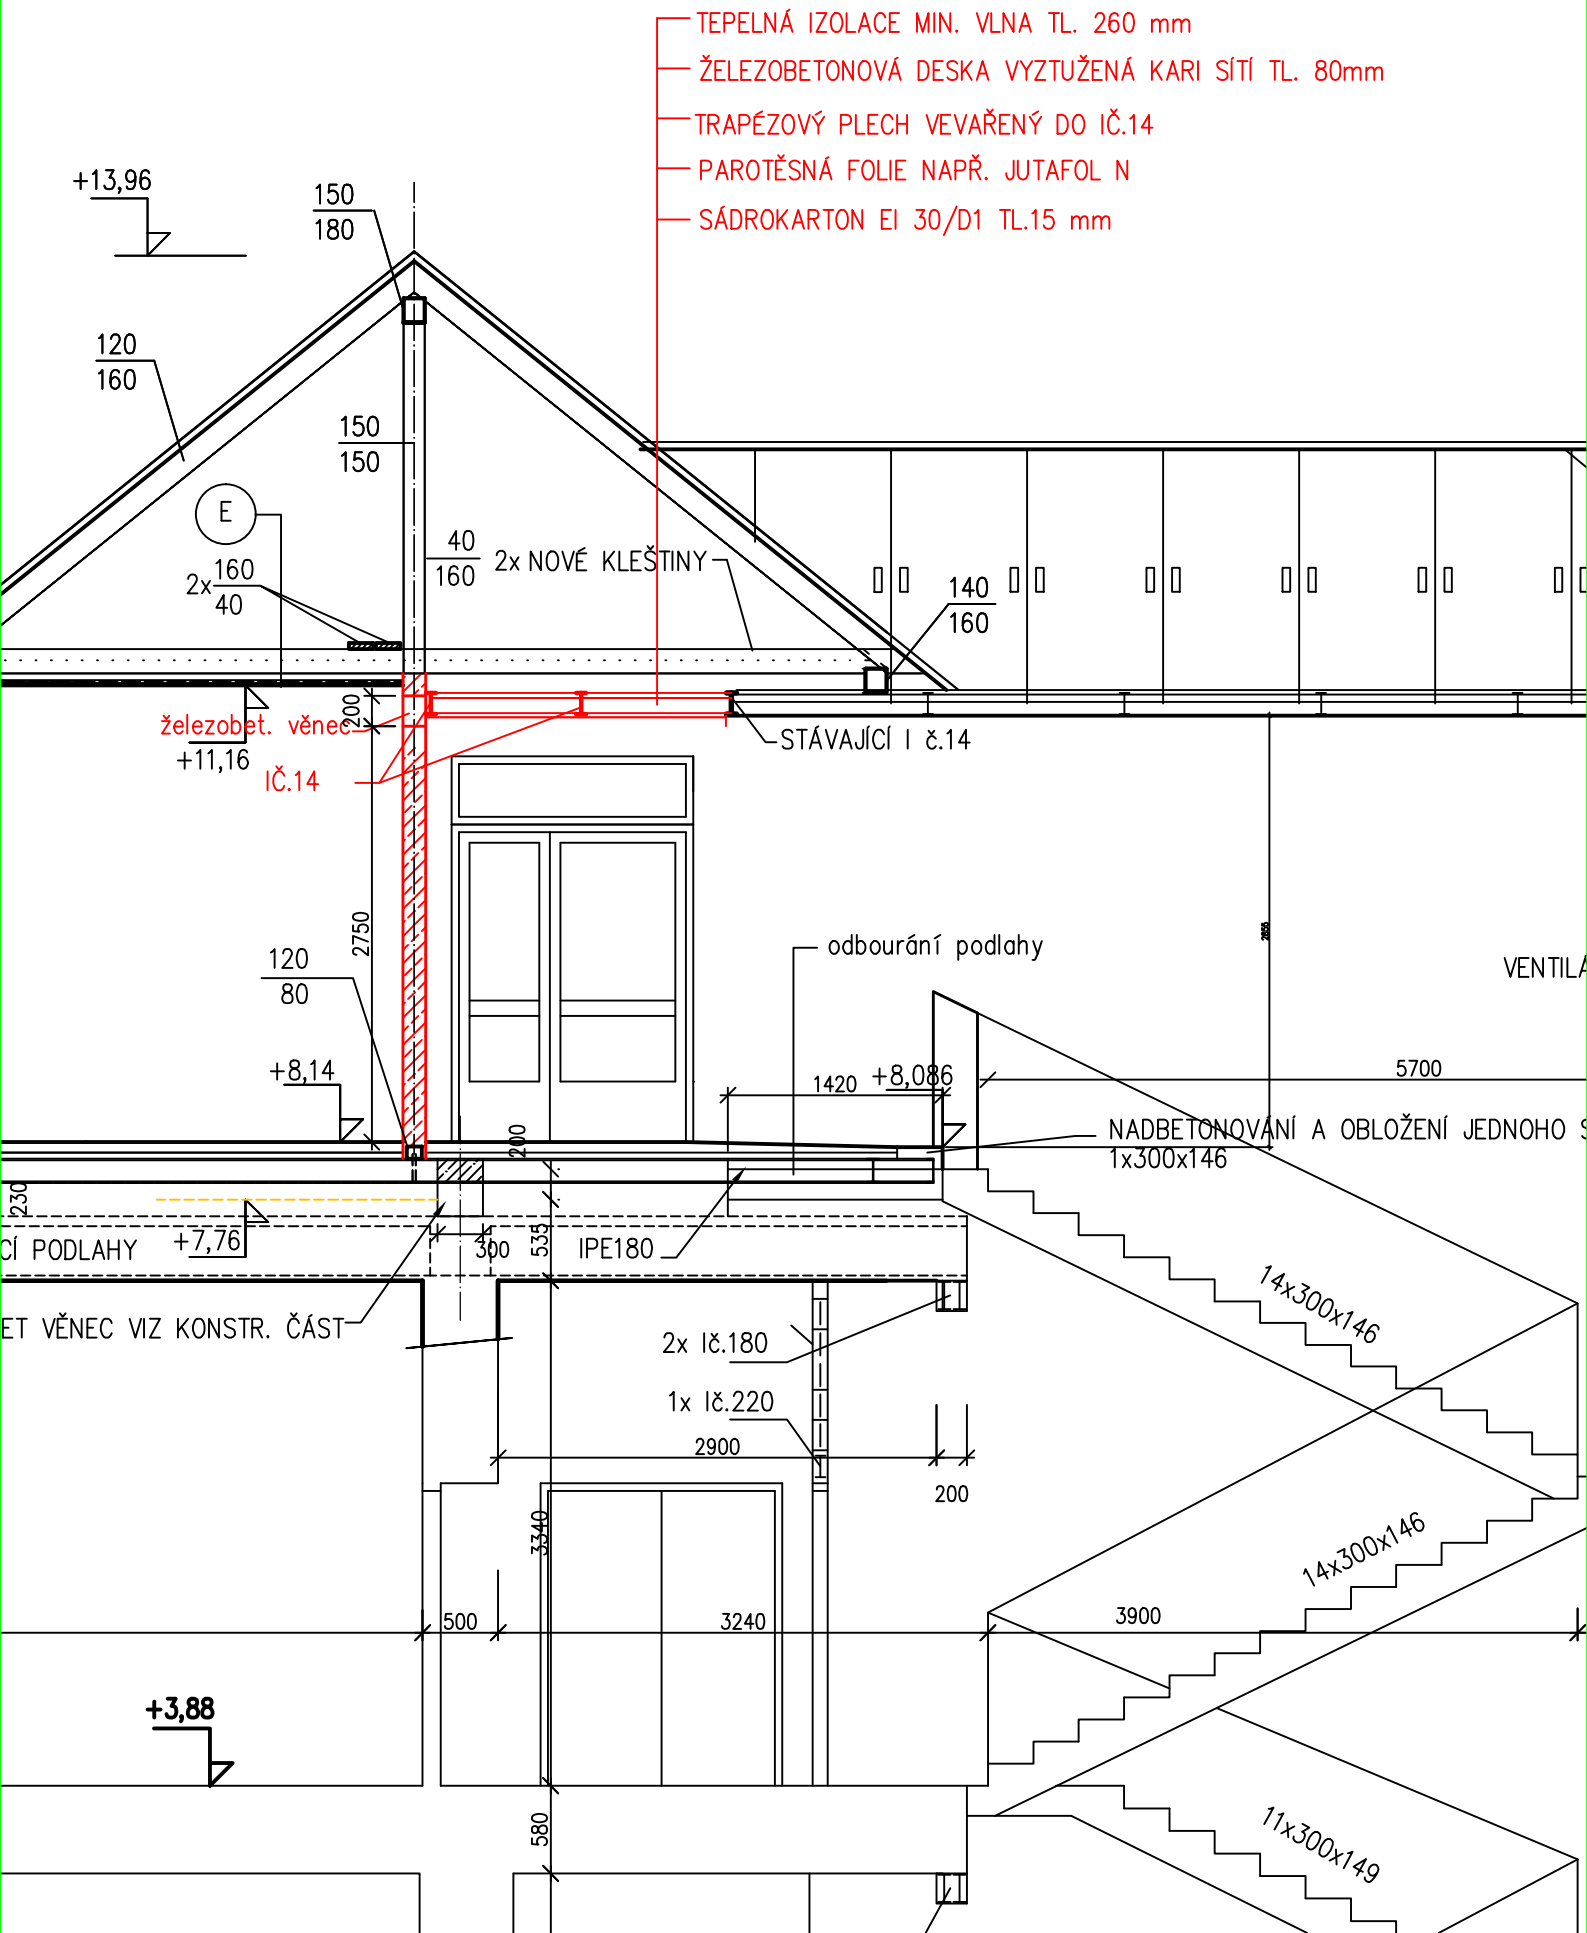 TEPELNÁ IZOLACE MIN. VLNA TL. 260 mm
ŽELEZOBETONOVÁ DESKA VYZTUŽENÁ KARI SÍTÍ TL. 80mm
TRAPÉZOVÝ PLECH VEVAŘENÝ DO IČ.14
PAROTĚSNÁ FOLIE NAPŘ. JUTAFOL N
SÁDROKARTON EI 30/D1 TL.15 mm
+13,96
150
180
120
160
150
150
E
40
160
2x NOVÉ KLEŠTINY
2x 160
40
140
160
200
železobet. věnec
+11,16
IČ.14
STÁVAJÍCÍ I č.14
2750
2855
odbourání podlahy
VENTILÁ
120
80
+8,14
1420
+8,086
5700
200
NADBETONOVÁNÍ A OBLOŽENÍ JEDNOHO S
1x300x146
230
CÍ PODLAHY
+7,76
300
535
IPE180
14x300x146
ET VĚNEC VIZ KONSTR. ČÁST
2x Ič.180
1x Ič.220
2900
200
3340
14x300x146
500
3240
3900
+3,88
580
11x300x149